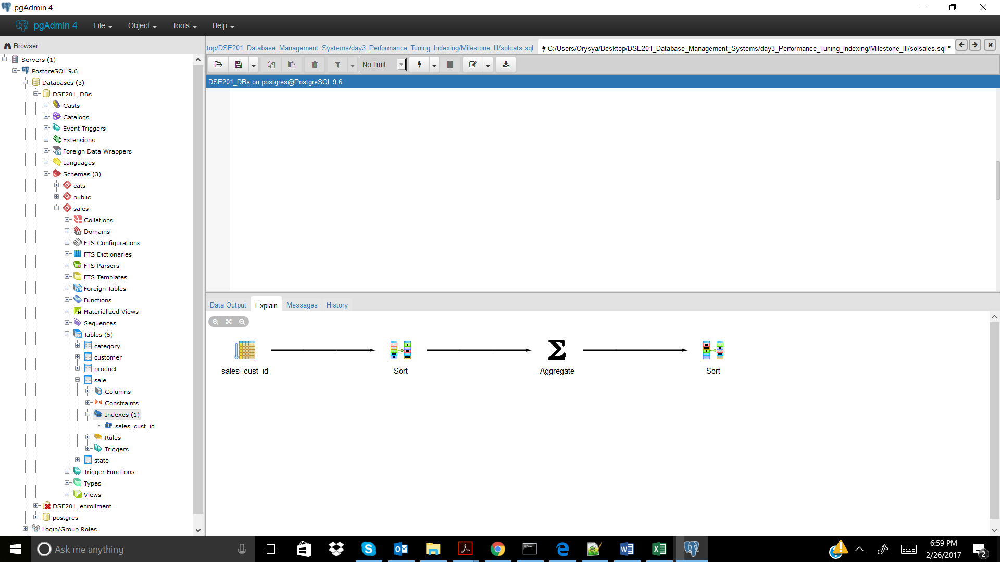 pgAdmin 4
pgAdmin 4 File Object Tools Help
Browser
ktop/DSE201_Database_Management_Systems/day3_Performance_Tuning_Indexing/Milestone_III/solcats.sql
C:/Users/Orysya/Desktop/DSE201_Database_Management_Systems/day3_Performance_Tuning_Indexing/Milestone_III/solsales.sql *
No limit
DSE201_DBs on postgres@PostgreSQL 9.6
Servers (1)
PostgreSQL 9.6
Databases (3)
DSE201_DBs
Casts
Catalogs
Event Triggers
Extensions
Foreign Data Wrappers
Languages
Schemas (3)
cats
public
sales
Collations
Domains
FTS Configurations
FTS Dictionaries
FTS Parsers
FTS Templates
Foreign Tables
Functions
Materialized Views
Sequences
Tables (5)
category
customer
product
sale
Columns
Constraints
Indexes (1)
sales_cust_id
Rules
Triggers
state
Trigger Functions
Types
Views
DSE201_enrollment
postgres
Login/Group Roles
Data Output Explain Messages History
sales_cust_id Sort Aggregate Sort
Ask me anything
6:59 PM
2/26/2017
2